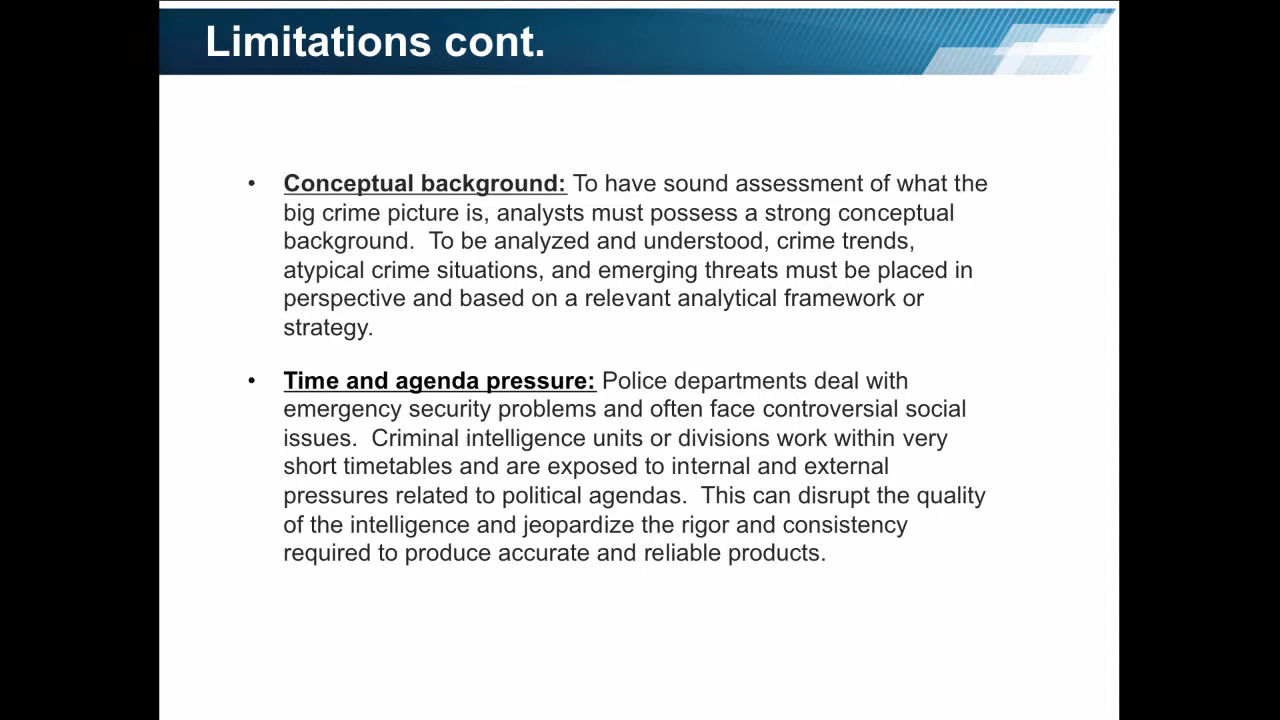 Limitations cont.
• Conceptual background: To have sound assessment of what the
big crime picture is, analysts must possess a strong conceptual
background.  To be analyzed and understood, crime trends,
atypical crime situations, and emerging threats must be placed in
perspective and based on a relevant analytical framework or
strategy.
• Time and agenda pressure: Police departments deal with
emergency security problems and often face controversial social
issues.  Criminal intelligence units or divisions work within very
short timetables and are exposed to internal and external
pressures related to political agendas.  This can disrupt the quality
of the intelligence and jeopardize the rigor and consistency
required to produce accurate and reliable products.